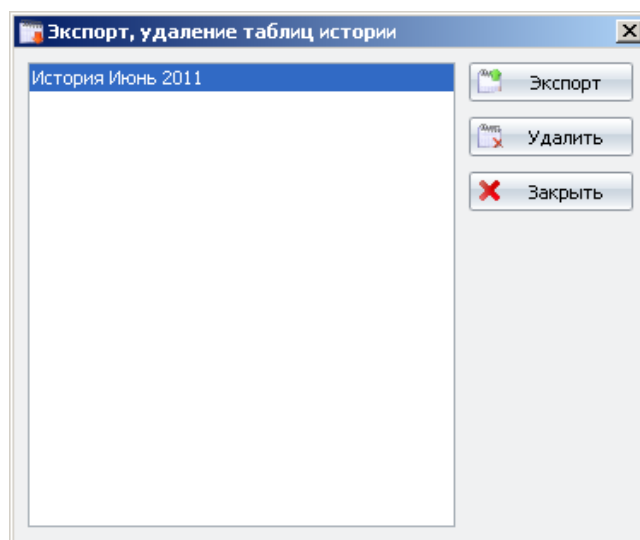 Экспорт, удаление таблиц истории
История Июнь 2011
Экспорт
Удалить
Закрыть